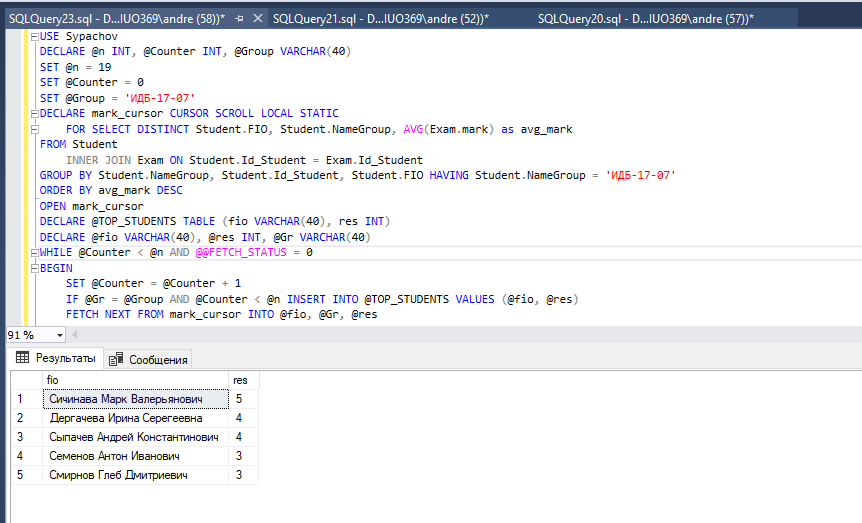 SQLQuery23.sql - D...IUO369\andre (58))* SQLQuery21.sql - D...IUO369\andre (52))* SQLQuery20.sql - D...IUO369\andre (57))*
USE Sypachov
DECLARE @n INT, @Counter INT, @Group VARCHAR(40)
SET @n = 19
SET @Counter = 0
SET @Group = 'ИДБ-17-07'
DECLARE mark_cursor CURSOR SCROLL LOCAL STATIC
FOR SELECT DISTINCT Student.FIO, Student.NameGroup, AVG(Exam.mark) as avg_mark
FROM Student
INNER JOIN Exam ON Student.Id_Student = Exam.Id_Student
GROUP BY Student.NameGroup, Student.Id_Student, Student.FIO HAVING Student.NameGroup = 'ИДБ-17-07'
ORDER BY avg_mark DESC
OPEN mark_cursor
DECLARE @TOP_STUDENTS TABLE (fio VARCHAR(40), res INT)
DECLARE @fio VARCHAR(40), @res INT, @Gr VARCHAR(40)
WHILE @Counter < @n AND @@FETCH_STATUS = 0
BEGIN
SET @Counter = @Counter + 1
IF @Gr = @Group AND @Counter < @n INSERT INTO @TOP_STUDENTS VALUES (@fio, @res)
FETCH NEXT FROM mark_cursor INTO @fio, @Gr, @res
91 %
Результаты Сообщения
fio res
1 Сичинава Марк Валерьянович 5
2 Дергачева Ирина Серегеевна 4
3 Сыпачев Андрей Константинович 4
4 Семенов Антон Иванович 3
5 Смирнов Глеб Дмитриевич 3